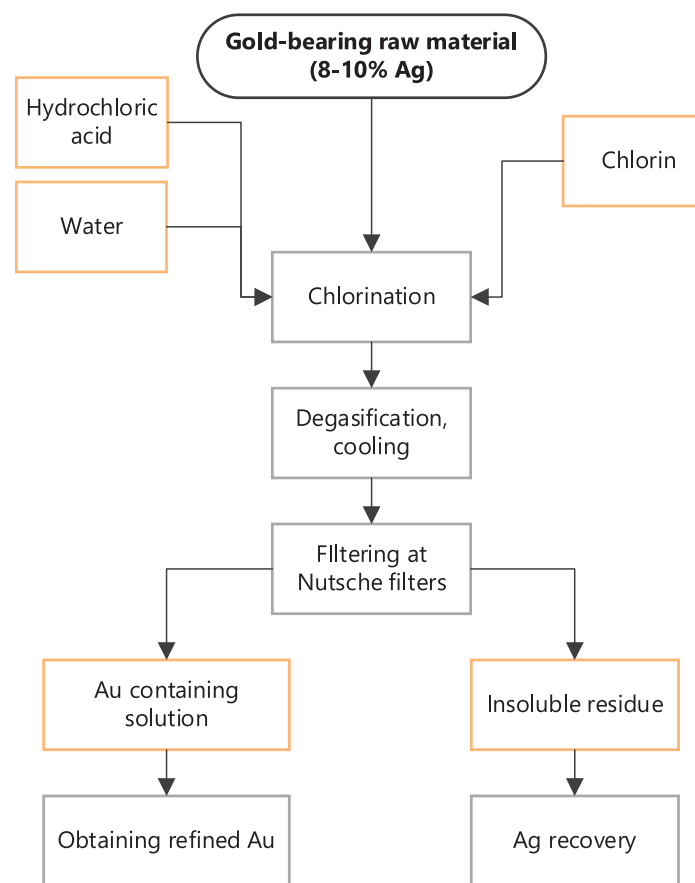 Gold-bearing raw material
(8-10% Ag)
Hydrochloric
acid
Chlorin
Water
Chlorination
Degasification,
cooling
FIltering at
Nutsche filters
Au containing
solution
Insoluble residue
Obtaining refined Au
Ag recovery